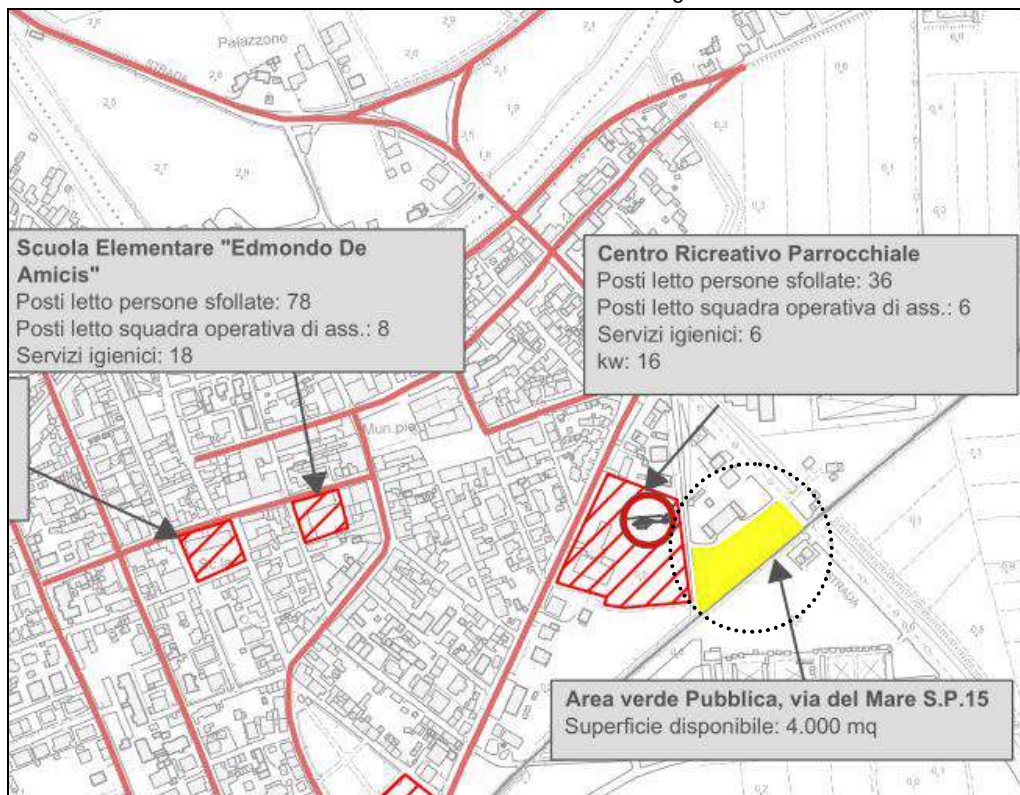 Palazzone
STRADA
Scuola Elementare "Edmondo De
Amicis"
Posti letto persone sfollate: 78
Posti letto squadra operativa di ass.: 8
Servizi igienici: 18
Centro Ricreativo Parrocchiale
Posti letto persone sfollate: 36
Posti letto squadra operativa di ass.: 6
Servizi igienici: 6
kw: 16
Mun.pio
STRADA
Area verde Pubblica, via del Mare S.P.15
Superficie disponibile: 4.000 mq